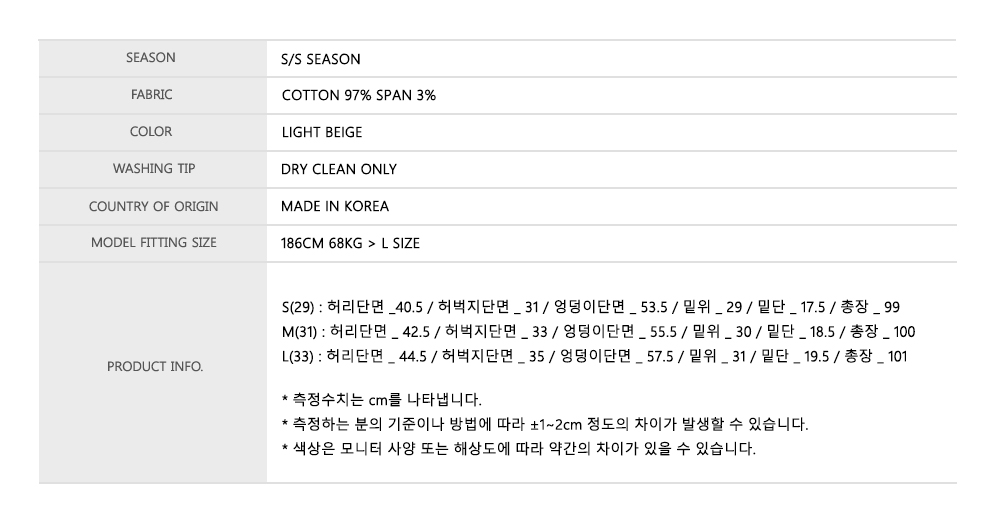 SEASON S/S SEASON
FABRIC COTTON 97% SPAN 3%
COLOR LIGHT BEIGE
WASHING TIP DRY CLEAN ONLY
COUNTRY OF ORIGIN MADE IN KOREA
MODEL FITTING SIZE 186CM 68KG > L SIZE
PRODUCT INFO.
S(29) : 허리단면 _40.5 / 허벅지단면 _ 31 / 엉덩이단면 _ 53.5 / 밑위 _ 29 / 밑단 _ 17.5 / 총장 _ 99
M(31) : 허리단면 _ 42.5 / 허벅지단면 _ 33 / 엉덩이단면 _ 55.5 / 밑위 _ 30 / 밑단 _ 18.5 / 총장 _ 100
L(33) : 허리단면 _ 44.5 / 허벅지단면 _ 35 / 엉덩이단면 _ 57.5 / 밑위 _ 31 / 밑단 _ 19.5 / 총장 _ 101
* 측정수치는 cm를 나타냅니다.
* 측정하는 분의 기준이나 방법에 따라 ±1~2cm 정도의 차이가 발생할 수 있습니다.
* 색상은 모니터 사양 또는 해상도에 따라 약간의 차이가 있을 수 있습니다.